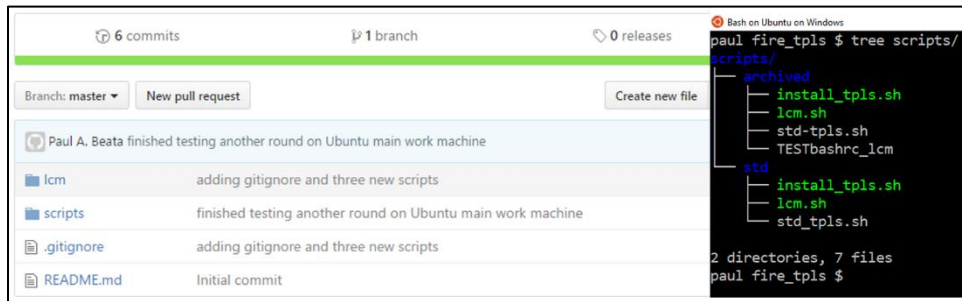 6 commits
1 branch
0 releases
Branch: master
New pull request
Create new file
Paul A. Beata finished testing another round on Ubuntu main work machine
lcm adding gitignore and three new scripts
scripts finished testing another round on Ubuntu main work machine
.gitignore adding gitignore and three new scripts
README.md Initial commit
Bash on Ubuntu on Windows
paul fire_tpls $ tree scripts/
scripts/
├── archived
│   ├── install_tpls.sh
│   ├── lcm.sh
│   ├── std-tpls.sh
│   └── TESTbashrc_lcm
└── std
    ├── install_tpls.sh
    ├── lcm.sh
    └── std_tpls.sh
2 directories, 7 files
paul fire_tpls $